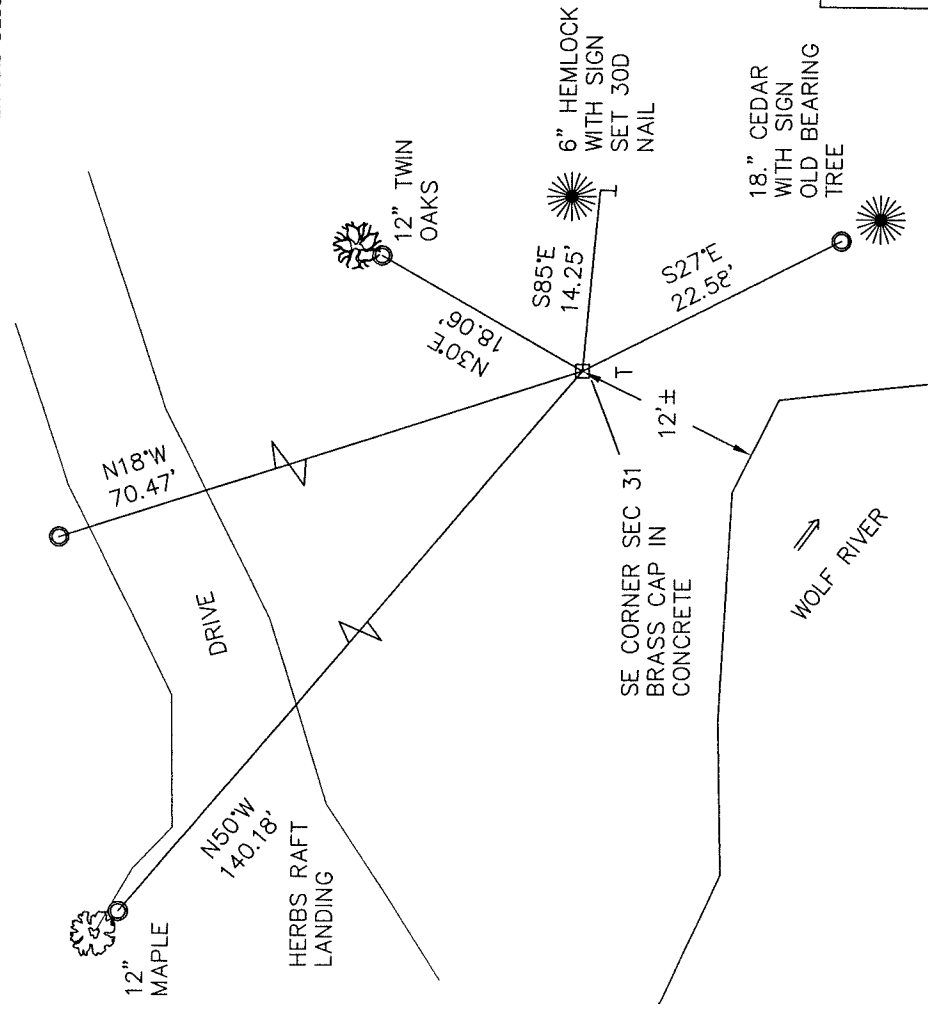 6" HEMLOCK
WITH SIGN
SET 30D
NAIL
12" TWIN
OAKS
18." CEDAR
WITH SIGN
OLD BEARING
TREE
S85°E
14.25'
S27°E
22.58'
N30°E
18.06'
N18°W
70.47'
T
12'±
DRIVE
SE CORNER SEC 31
BRASS CAP IN
CONCRETE
WOLF RIVER
N50°W
140.18'
HERBS RAFT
LANDING
12"
MAPLE